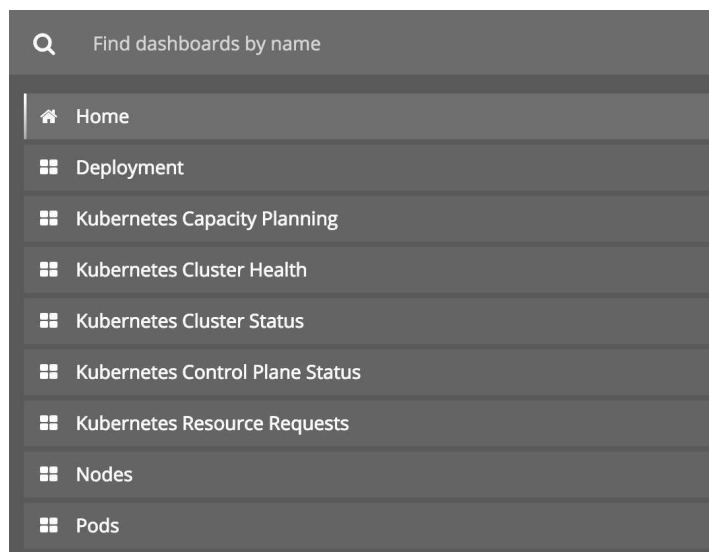 Find dashboards by name
Home
Deployment
Kubernetes Capacity Planning
Kubernetes Cluster Health
Kubernetes Cluster Status
Kubernetes Control Plane Status
Kubernetes Resource Requests
Nodes
Pods